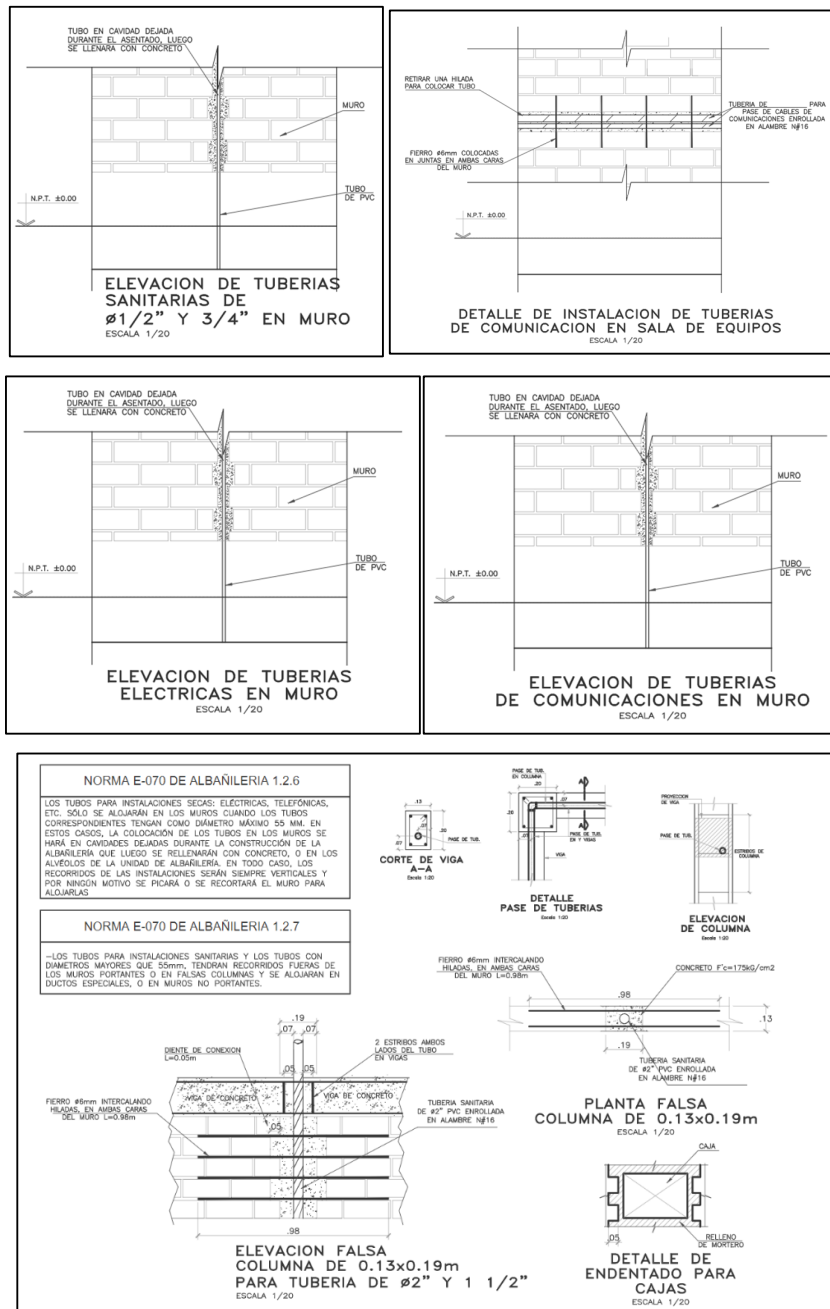 TUBO EN CAVIDAD DEJADA
DURANTE EL ASENTADO, LUEGO
SE LLENARA CON CONCRETO
MURO
N.P.T. ±0.00
TUBO
DE PVC
ELEVACION DE TUBERIAS
SANITARIAS DE
ø1/2" Y 3/4" EN MURO
ESCALA 1/20
RETIRAR UNA HILADA
PARA COLOCAR TUBO
TUBERIA DE PARA
PASE DE CABLES DE
COMUNICACIONES ENROLLADA
EN ALAMBRE N#16
FIERRO ø6mm COLOCADAS
EN JUNTAS EN AMBAS CARAS
DEL MURO
N.P.T. ±0.00
DETALLE DE INSTALACION DE TUBERIAS
DE COMUNICACION EN SALA DE EQUIPOS
ESCALA 1/20
TUBO EN CAVIDAD DEJADA
DURANTE EL ASENTADO, LUEGO
SE LLENARA CON CONCRETO
MURO
N.P.T. ±0.00
TUBO
DE PVC
ELEVACION DE TUBERIAS
ELECTRICAS EN MURO
ESCALA 1/20
TUBO EN CAVIDAD DEJADA
DURANTE EL ASENTADO, LUEGO
SE LLENARA CON CONCRETO
MURO
N.P.T. ±0.00
TUBO
DE PVC
ELEVACION DE TUBERIAS
DE COMUNICACIONES EN MURO
ESCALA 1/20
NORMA E-070 DE ALBAÑILERIA 1.2.6
LOS TUBOS PARA INSTALACIONES SECAS: ELÉCTRICAS, TELEFÓNICAS,
ETC. SÓLO SE ALOJARÁN EN LOS MUROS CUANDO LOS TUBOS
CORRESPONDIENTES TENGAN COMO DIÁMETRO MÁXIMO 55 MM. EN
ESTOS CASOS, LA COLOCACIÓN DE LOS TUBOS EN LOS MUROS SE
HARÁ EN CAVIDADES DEJADAS DURANTE LA CONSTRUCCIÓN DE LA
ALBAÑILERÍA QUE LUEGO SE RELLENARÁN CON CONCRETO, O EN LOS
ALVÉOLOS DE LA UNIDAD DE ALBAÑILERÍA. EN TODO CASO, LOS
RECORRIDOS DE LAS INSTALACIONES SERÁN SIEMPRE VERTICALES Y
POR NINGÚN MOTIVO SE PICARÁ O SE RECORTARÁ EL MURO PARA
ALOJARLAS
NORMA E-070 DE ALBAÑILERIA 1.2.7
-LOS TUBOS PARA INSTALACIONES SANITARIAS Y LOS TUBOS CON
DIAMETROS MAYORES QUE 55mm, TENDRAN RECORRIDOS FUERAS DE
LOS MUROS PORTANTES O EN FALSAS COLUMNAS Y SE ALOJARAN EN
DUCTOS ESPECIALES, O EN MUROS NO PORTANTES.
.13
.07
PASE DE TUB.
CORTE DE VIGA
A-A
Escala 1:20
PASE DE TUB.
EN COLUMNA
.20
.07
A
.26
.07
PASE DE TUB.
VIGA
A
DETALLE
PASE DE TUBERIAS
Escala 1:20
PROYECCION
DE VIGA
PASE DE TUB.
ESTRIBOS DE
COLUMNA
ELEVACION
DE COLUMNA
Escala 1:20
FIERRO ø6mm INTERCALANDO
HILADAS, EN AMBAS CARAS
DEL MURO L=0.98m
CONCRETO F'c=175kG/cm2
.98
.13
.19
TUBERIA SANITARIA
DE ø2" PVC ENROLLADA
EN ALAMBRE N#16
PLANTA FALSA
COLUMNA DE 0.13x0.19m
ESCALA 1/20
.19
.07 .07
DIENTE DE CONEXION
L=0.05m
2 ESTRIBOS AMBOS
LADOS DEL TUBO
EN VIGAS
.05 .05
VIGA DE CONCRETO
VIGA DE CONCRETO
FIERRO ø6mm INTERCALANDO
HILADAS, EN AMBAS CARAS
DEL MURO L=0.98m
.05
TUBERIA SANITARIA
DE ø2" PVC ENROLLADA
EN ALAMBRE N#16
.98
ELEVACION FALSA
COLUMNA DE 0.13x0.19m
PARA TUBERIA DE ø2" Y 1 1/2"
ESCALA 1/20
CAJA
.05
RELLENO
DE MORTERO
DETALLE DE
ENDENTADO PARA
CAJAS
ESCALA 1/20